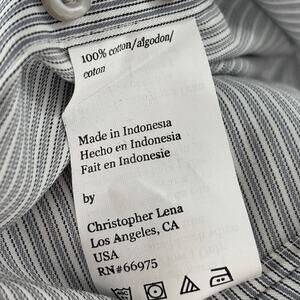 100% cotton/algodon/
coton
Made in Indonesia
Hecho en Indonesia
Fait en Indonesie
by
Christopher Lena
Los Angeles, CA
USA
RN#66975